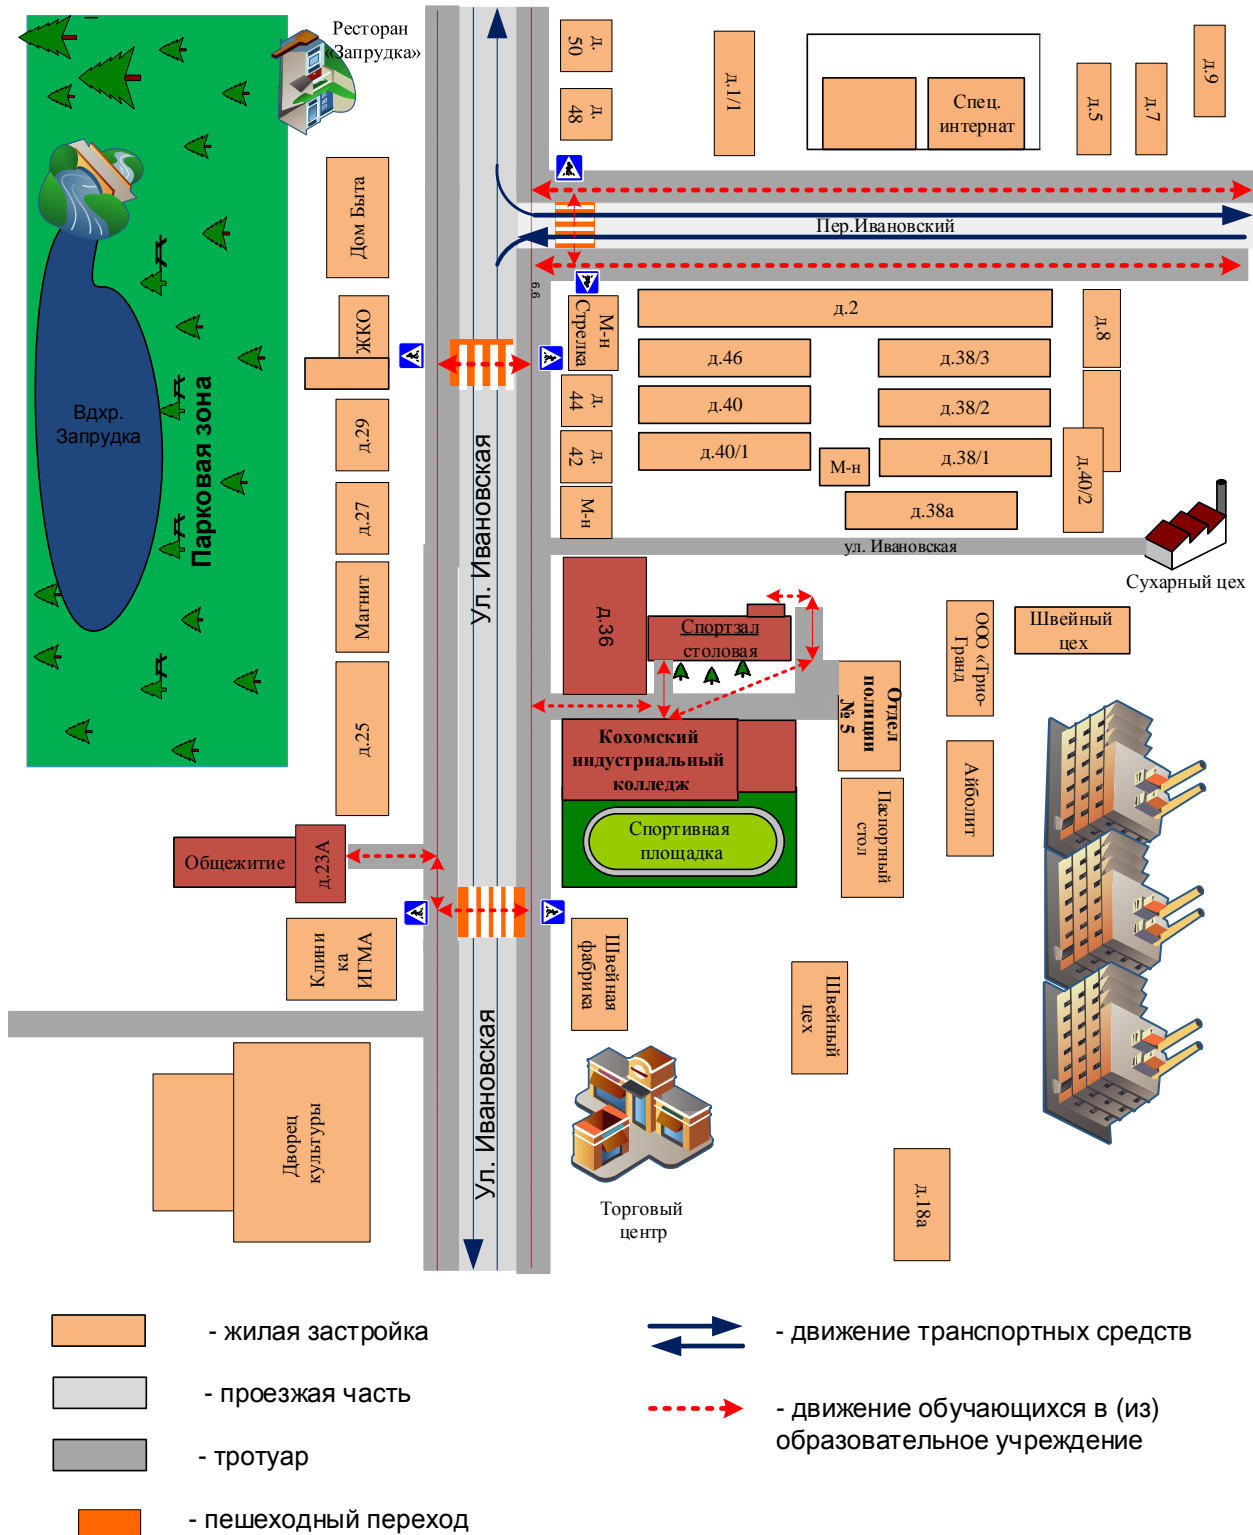 Ресторан
«Запрудка»
д.
50
д.
48
д.1/1
Спец.
интернат
д.5
д.7
д.9
Дом Быта
Пер.Ивановский
6.6
ЖКО
М-н
Стрелка
д.2
д.8
д.46
д.38/3
д.
44
д.40
д.38/2
Вдхр.
Запрудка
Парковая зона
д.29
Ул. Ивановская
д.
42
д.40/1
М-н
д.38/1
д.40/2
д.27
М-н
д.38а
ул. Ивановская
Сухарный цех
Магнит
д.36
Спортзал
столовая
ООО «Трио-
Гранд
Швейный
цех
д.25
Отдел
полиции
№ 5
Кохомский
индустриальный
колледж
Айболит
Паспортный
стол
Спортивная
площадка
Общежитие
д.23А
Клини
ка
ИГМА
Швейная
фабрика
Швейный
цех
Ул. Ивановская
Дворец
культуры
Торговый
центр
д.18а
- жилая застройка
- движение транспортных средств
- проезжая часть
- движение обучающихся в (из)
образовательное учреждение
- тротуар
- пешеходный переход